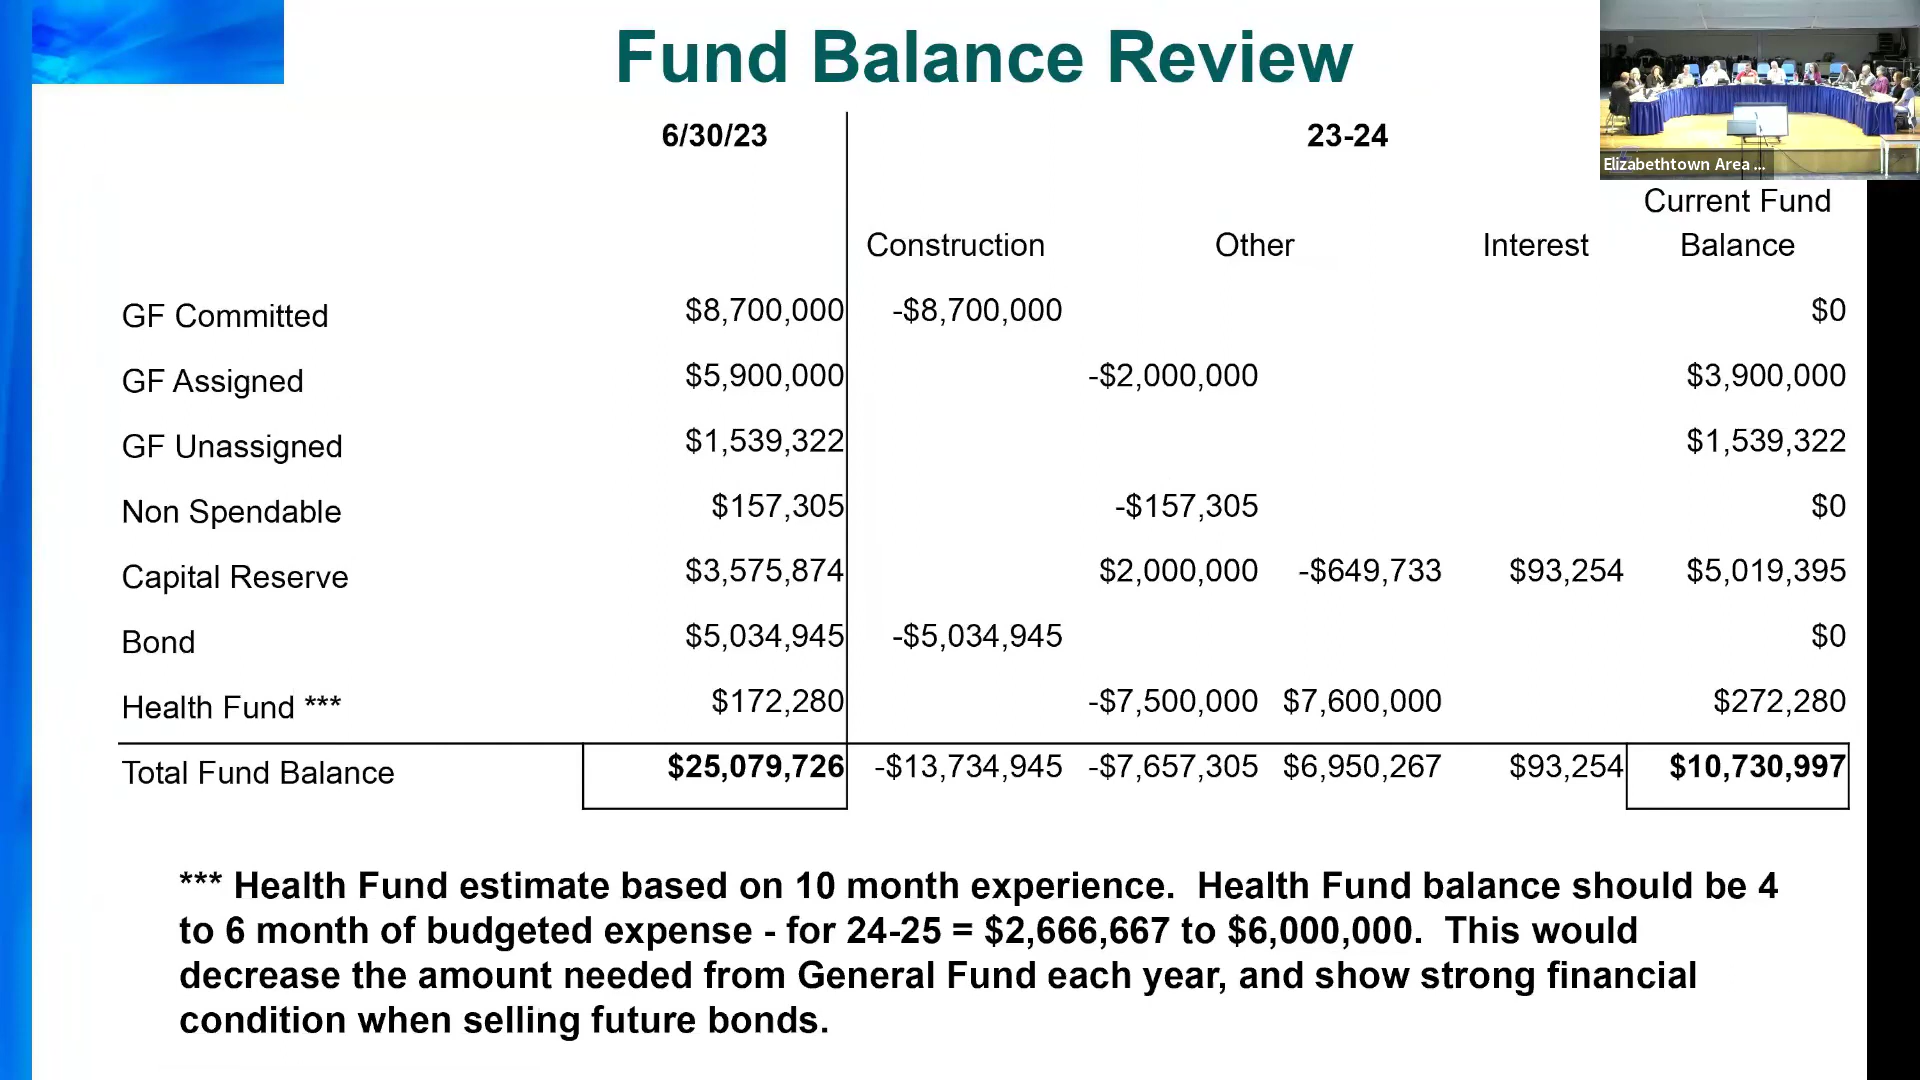 Fund Balance Review
Elizabethtown Area ...
6/30/23 23-24
Current Fund
Construction Other Interest Balance
GF Committed $8,700,000 -$8,700,000 $0
GF Assigned $5,900,000 -$2,000,000 $3,900,000
GF Unassigned $1,539,322 $1,539,322
Non Spendable $157,305 -$157,305 $0
Capital Reserve $3,575,874 $2,000,000 -$649,733 $93,254 $5,019,395
Bond $5,034,945 -$5,034,945 $0
Health Fund *** $172,280 -$7,500,000 $7,600,000 $272,280
Total Fund Balance $25,079,726 -$13,734,945 -$7,657,305 $6,950,267 $93,254 $10,730,997
*** Health Fund estimate based on 10 month experience. Health Fund balance should be 4
to 6 month of budgeted expense - for 24-25 = $2,666,667 to $6,000,000. This would
decrease the amount needed from General Fund each year, and show strong financial
condition when selling future bonds.